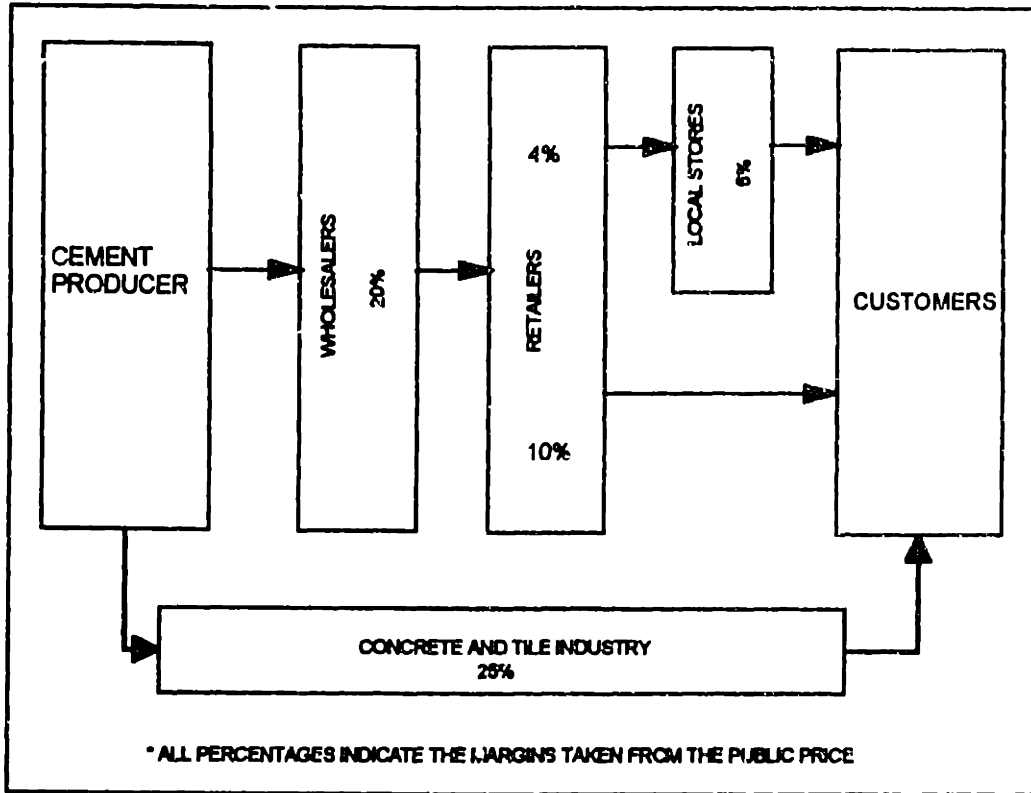 CEMENT
PRODUCER
WHOLESALERS
20%
4%
RETAILERS
10%
LOCAL STORES
6%
CUSTOMERS
CONCRETE AND TILE INDUSTRY
25%
* ALL PERCENTAGES INDICATE THE MARGINS TAKEN FROM THE PUBLIC PRICE